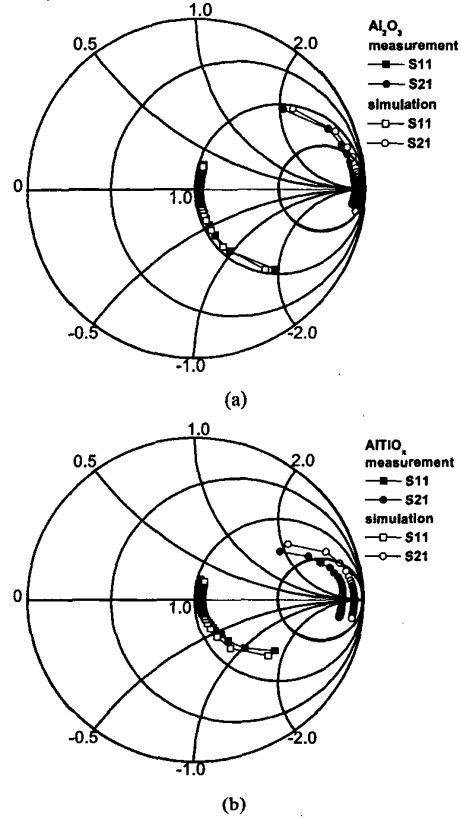 1.0
0.5
2.0
Al₂O₃
measurement
S11
S21
simulation
S11
S21
0
1.0
-0.5
-2.0
-1.0
(a)
1.0
0.5
2.0
AlTiOₓ
measurement
S11
S21
simulation
S11
S21
0
1.0
-0.5
-2.0
-1.0
(b)